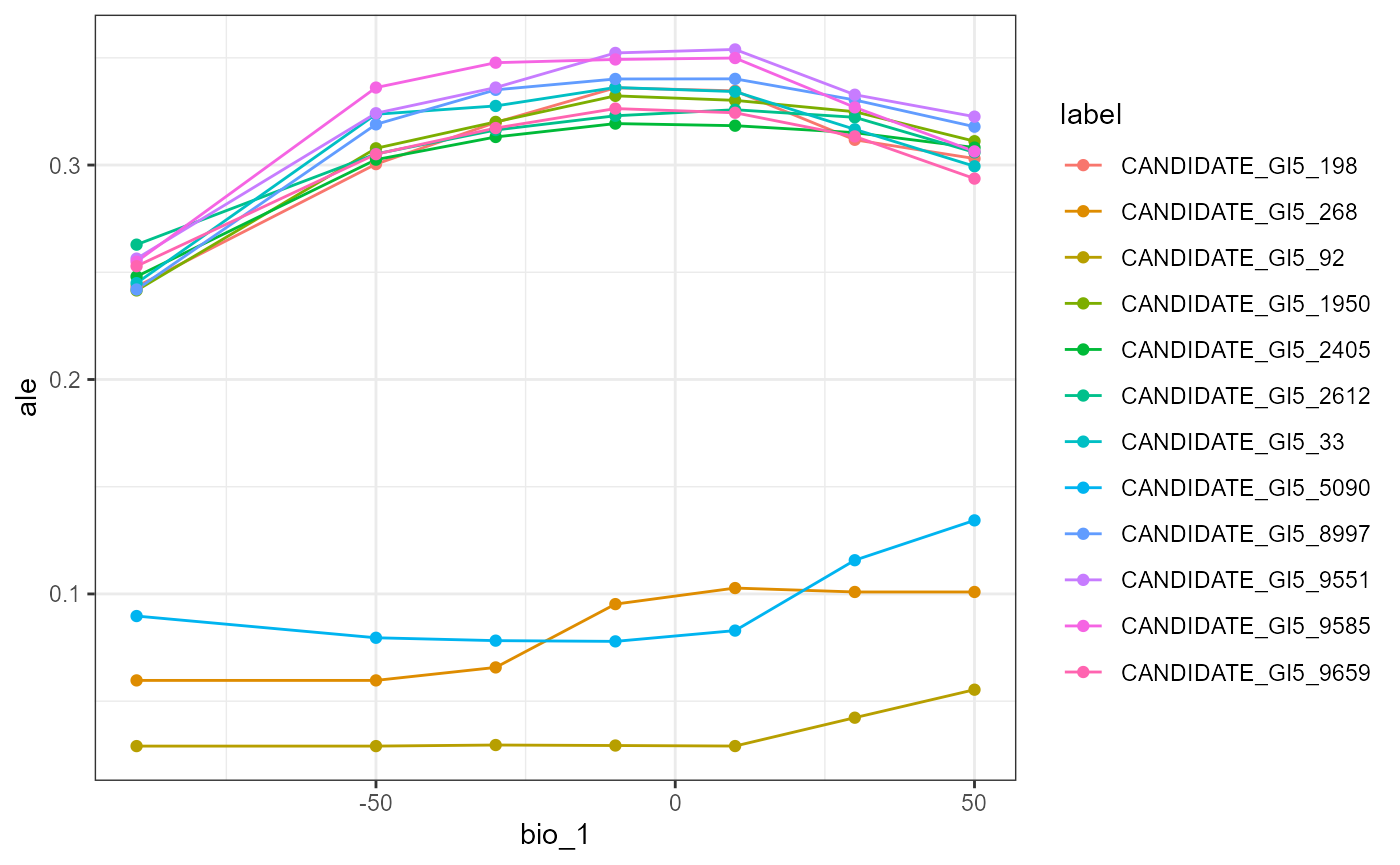 ale
0.3
0.2
0.1
-50
0
50
bio_1
label
CANDIDATE_GI5_198
CANDIDATE_GI5_268
CANDIDATE_GI5_92
CANDIDATE_GI5_1950
CANDIDATE_GI5_2405
CANDIDATE_GI5_2612
CANDIDATE_GI5_33
CANDIDATE_GI5_5090
CANDIDATE_GI5_8997
CANDIDATE_GI5_9551
CANDIDATE_GI5_9585
CANDIDATE_GI5_9659